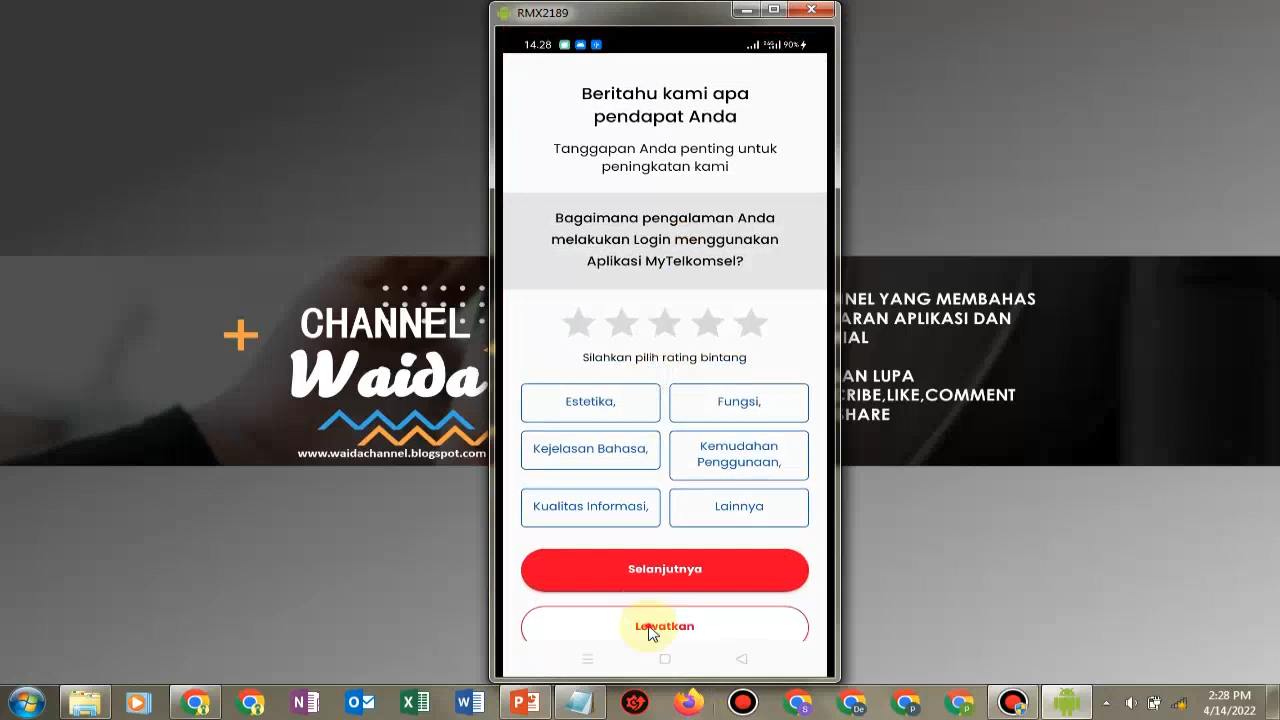 RMX2189
14.28
90%
Beritahu kami apa
pendapat Anda
Tanggapan Anda penting untuk
peningkatan kami
Bagaimana pengalaman Anda
melakukan Login menggunakan
Aplikasi MyTelkomsel?
Silahkan pilih rating bintang
Estetika,
Fungsi,
Kejelasan Bahasa,
Kemudahan
Penggunaan,
Kualitas Informasi,
Lainnya
Selanjutnya
Lewatkan
CHANNEL
Waida
www.waidachannel.blogspot.com
NEL YANG MEMBAHAS
ARAN APLIKASI DAN
IAL
AN LUPA
CRIBE,LIKE,COMMENT
SHARE
2:28 PM
4/14/2022